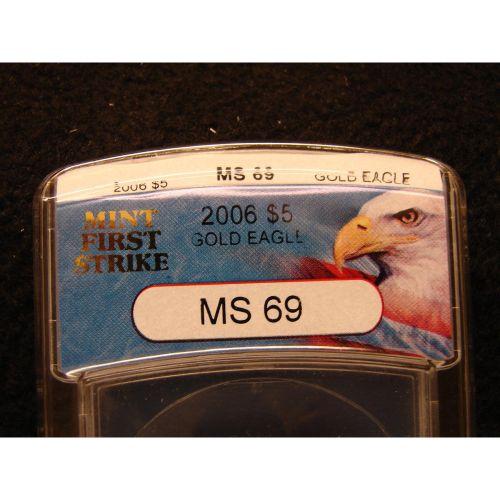 2006 $5 MS 69 GOLD EAGLE
MINT
FIRST
STRIKE
2006 $5
GOLD EAGLE
MS 69